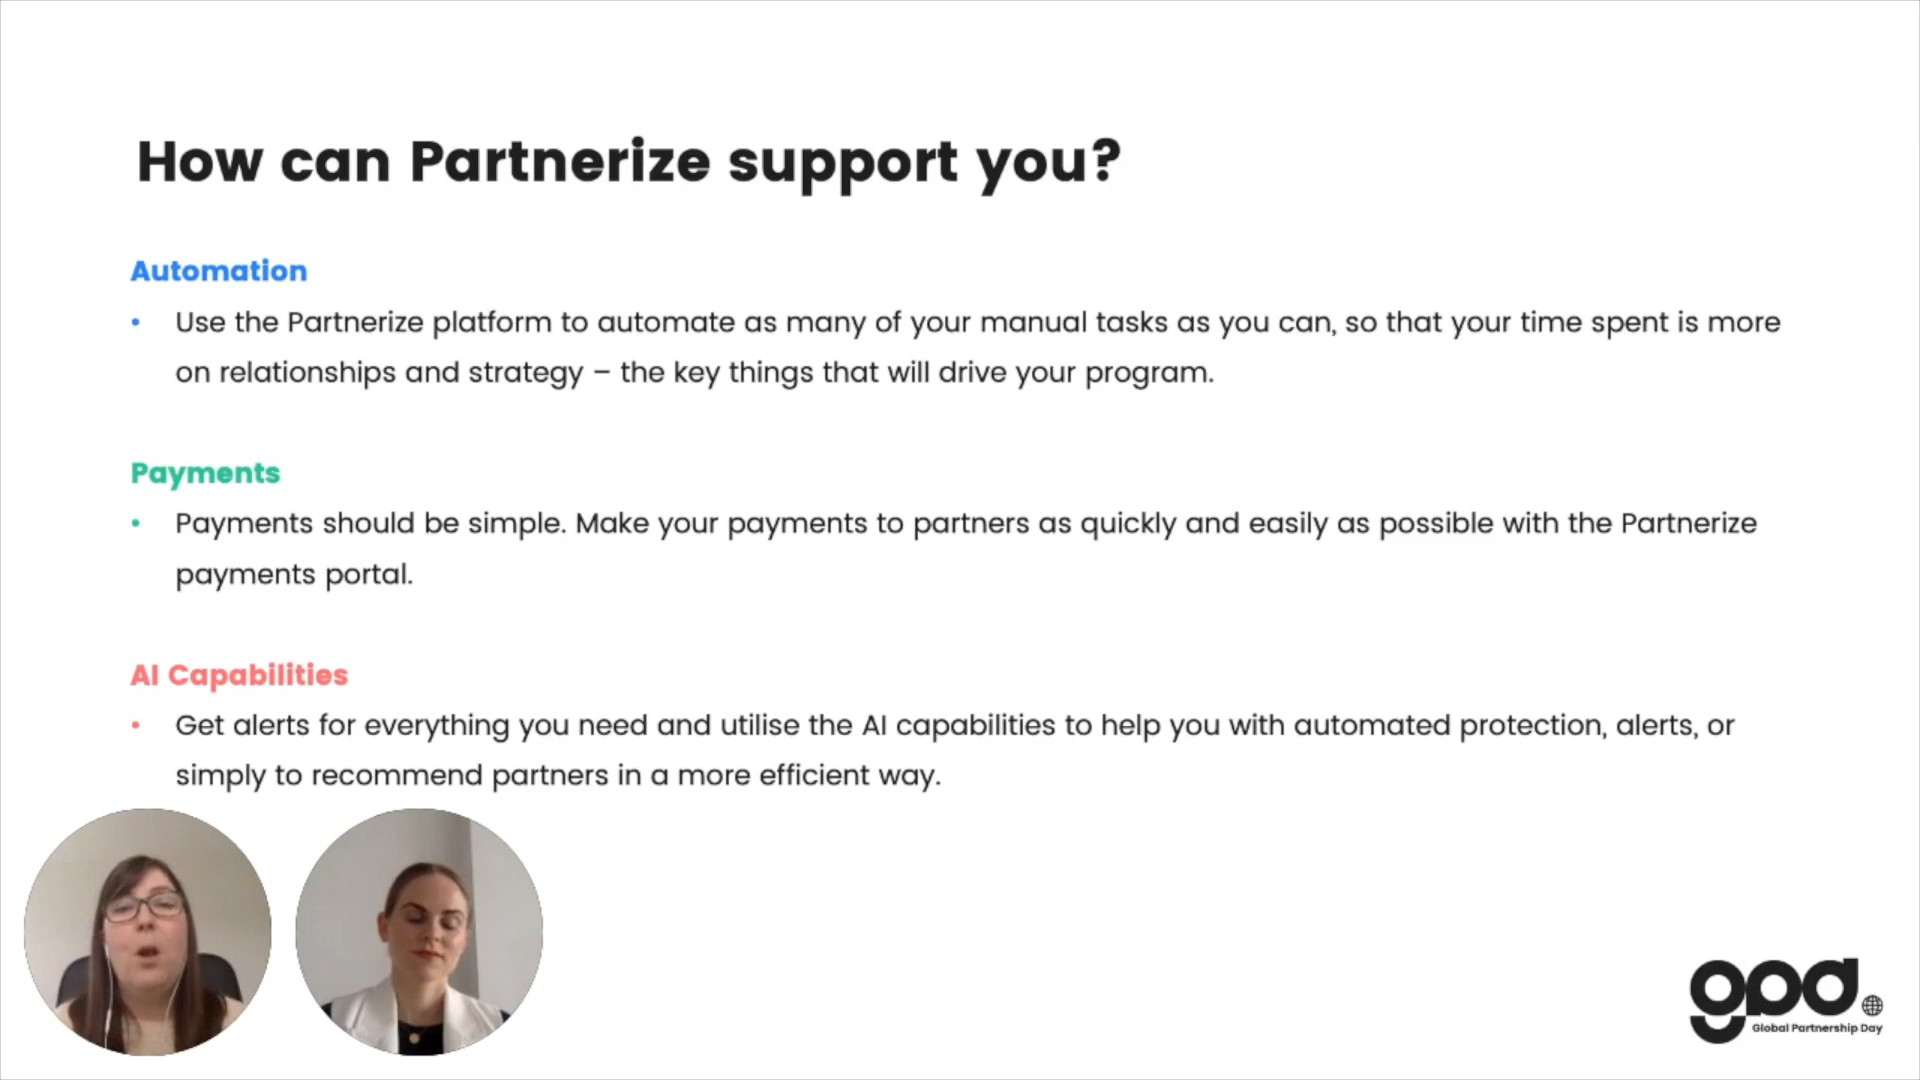 How can Partnerize support you?
Automation
• Use the Partnerize platform to automate as many of your manual tasks as you can, so that your time spent is more
on relationships and strategy – the key things that will drive your program.
Payments
• Payments should be simple. Make your payments to partners as quickly and easily as possible with the Partnerize
payments portal.
AI Capabilities
• Get alerts for everything you need and utilise the AI capabilities to help you with automated protection, alerts, or
simply to recommend partners in a more efficient way.
gpd.
Global Partnership Day